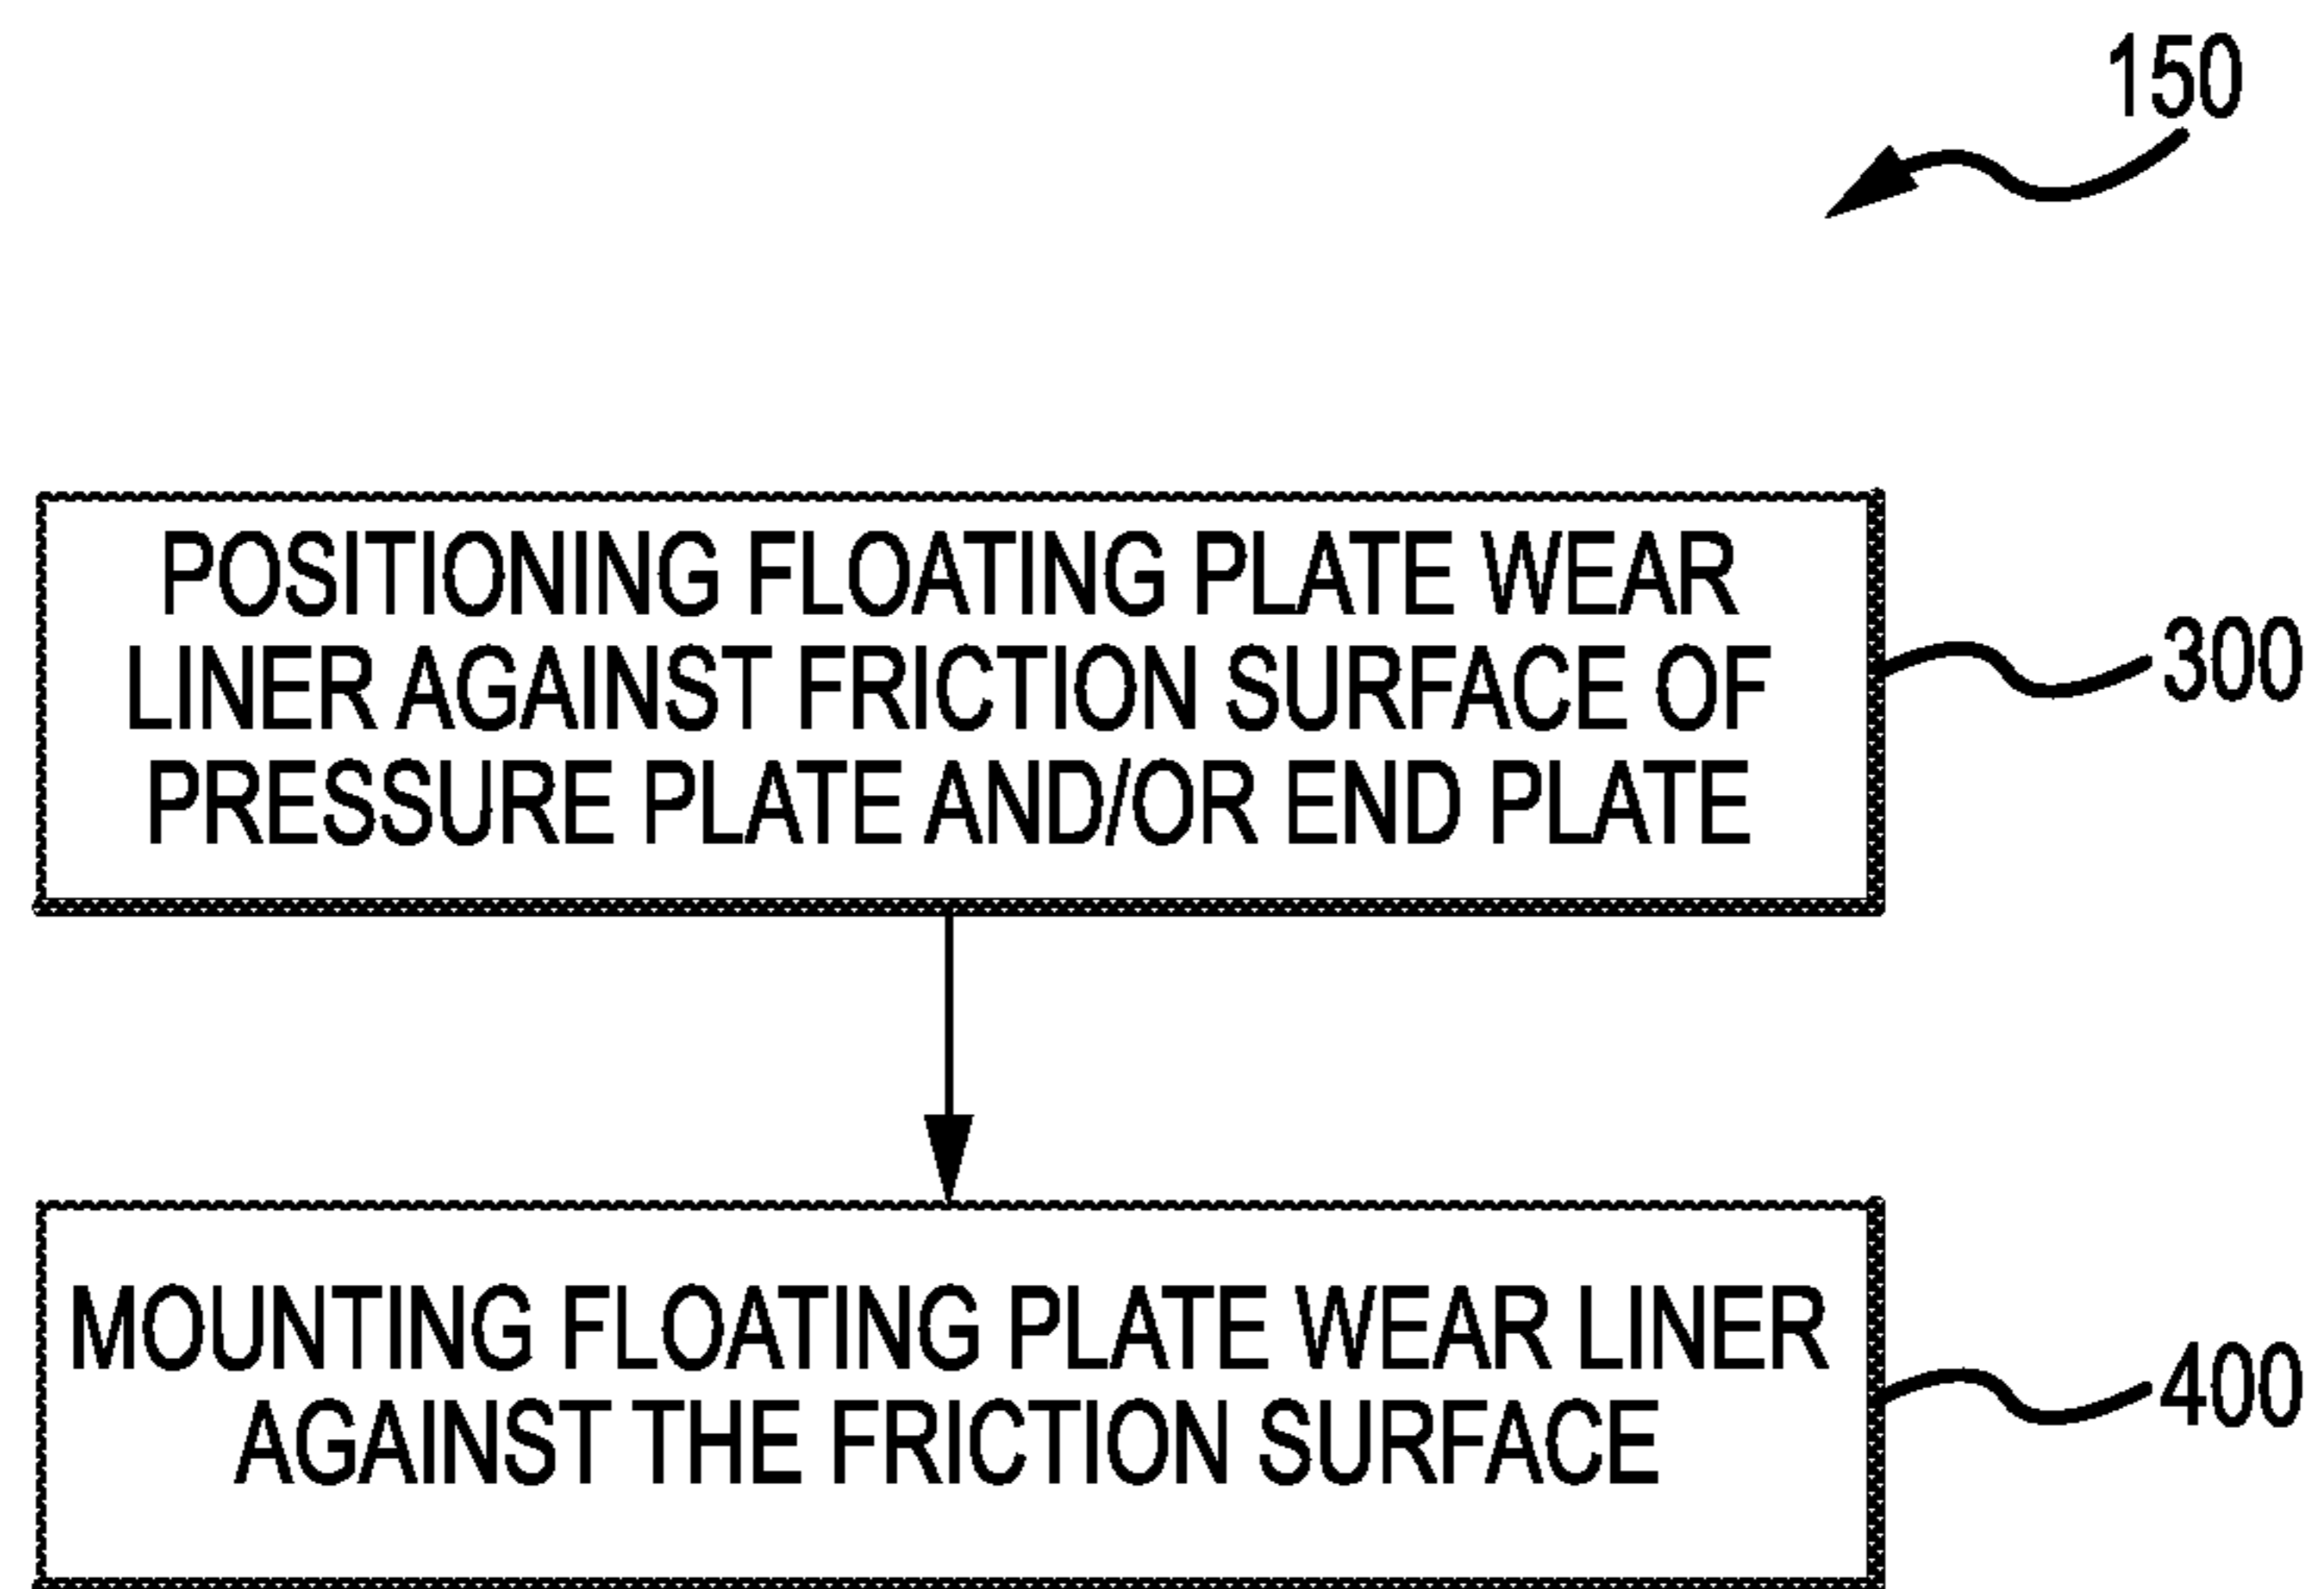 150
POSITIONING FLOATING PLATE WEAR
LINER AGAINST FRICTION SURFACE OF
PRESSURE PLATE AND/OR END PLATE
300
MOUNTING FLOATING PLATE WEAR LINER
AGAINST THE FRICTION SURFACE
400